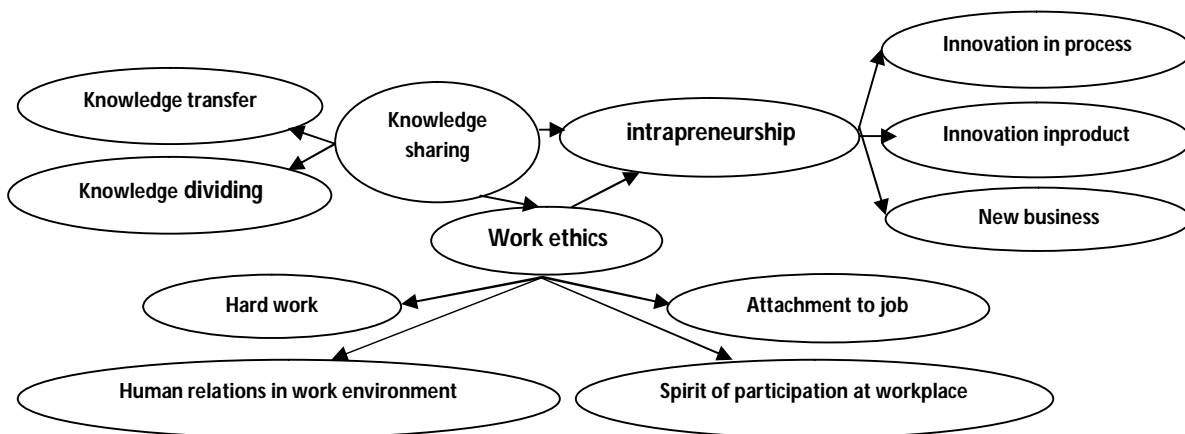 Innovation in process
Knowledge transfer
Knowledge
sharing
intrapreneurship
Innovation inproduct
Knowledge dividing
New business
Work ethics
Hard work
Attachment to job
Human relations in work environment
Spirit of participation at workplace